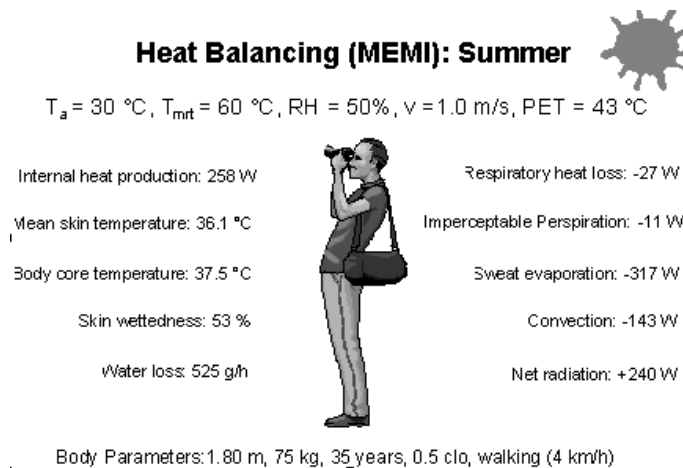 Heat Balancing (MEMI): Summer
Ta = 30 °C, Tmrt = 60 °C, RH = 50%, v =1.0 m/s, PET = 43 °C
Internal heat production: 258 W
Mean skin temperature: 36.1 °C
Body core temperature: 37.5 °C
Skin wettedness: 53 %
Water loss: 525 g/h
Respiratory heat loss: -27 W
Imperceptable Perspiration: -11 W
Sweat evaporation: -317 W
Convection: -143 W
Net radiation: +240 W
Body Parameters:1.80 m, 75 kg, 35 years, 0.5 clo, walking (4 km/h)